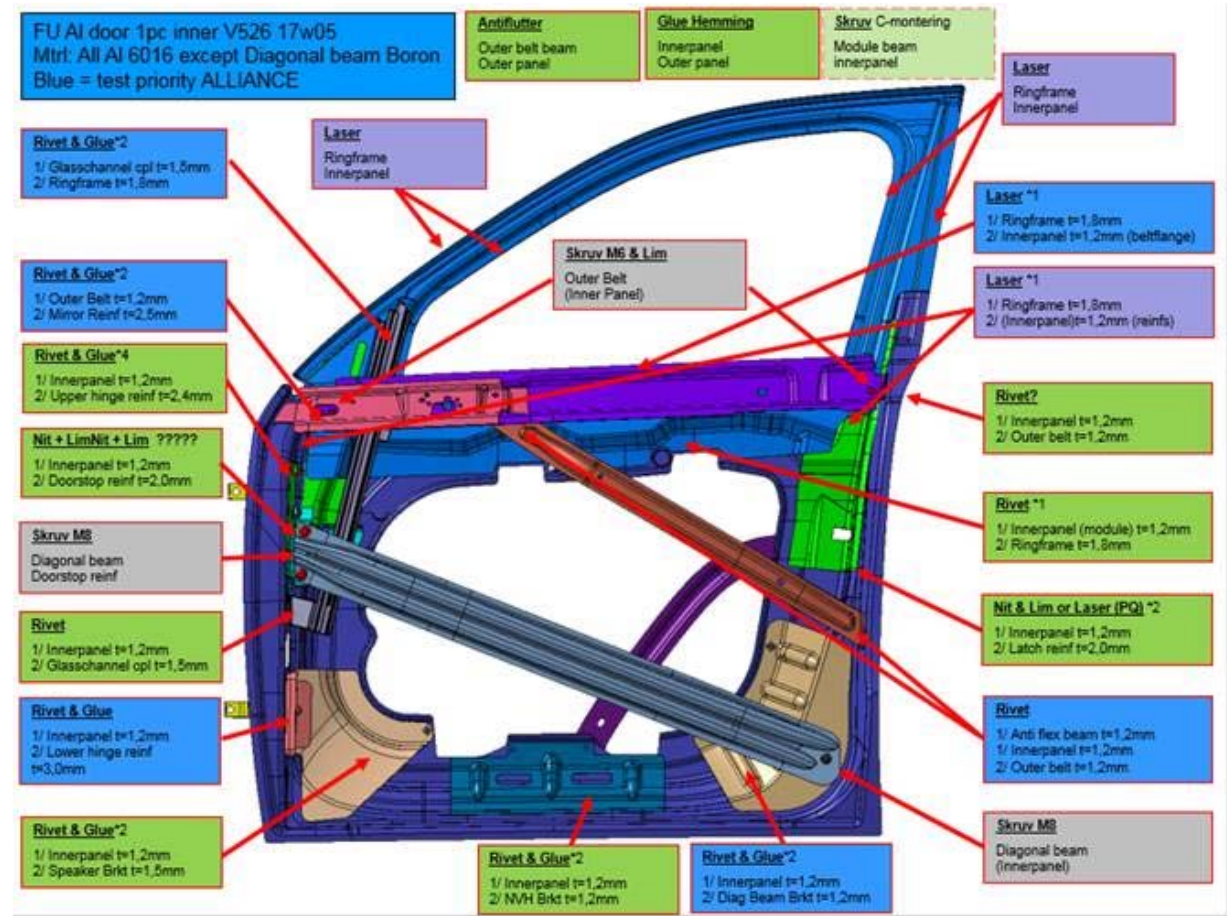 FU Al door 1pc inner V526 17w05
Mtrl: All Al 6016 except Diagonal beam Boron
Blue = test priority ALLIANCE
Antiflutter
Outer belt beam
Outer panel
Glue Hemming
Innerpanel
Outer panel
Skruv C-montering
Module beam
innerpanel
Laser
Ringframe
Innerpanel
Rivet & Glue*2
1/ Glasschannel cpl t=1,5mm
2/ Ringframe t=1,8mm
Laser
Ringframe
Innerpanel
Laser *1
1/ Ringframe t=1,8mm
2/ Innerpanel t=1,2mm (beltflange)
Skruv M6 & Lim
Outer Belt
(Inner Panel)
Rivet & Glue*2
1/ Outer Belt t=1,2mm
2/ Mirror Reinf t=2,5mm
Laser *1
1/ Ringframe t=1,8mm
2/ (Innerpanel)t=1,2mm (reinfs)
Rivet & Glue*4
1/ Innerpanel t=1,2mm
2/ Upper hinge reinf t=2,4mm
Rivet?
1/ Innerpanel t=1,2mm
2/ Outer belt t=1,2mm
Nit + LimNit + Lim ?????
1/ Innerpanel t=1,2mm
2/ Doorstop reinf t=2,0mm
Rivet *1
1/ Innerpanel (module) t=1,2mm
2/ Ringframe t=1,8mm
Skruv M8
Diagonal beam
Doorstop reinf
Nit & Lim or Laser (PQ) *2
1/ Innerpanel t=1,2mm
2/ Latch reinf t=2,0mm
Rivet
1/ Innerpanel t=1,2mm
2/ Glasschannel cpl t=1,5mm
Rivet & Glue
1/ Innerpanel t=1,2mm
2/ Lower hinge reinf
t=3,0mm
Rivet
1/ Anti flex beam t=1,2mm
1/ Innerpanel t=1,2mm
2/ Outer belt t=1,2mm
Rivet & Glue*2
1/ Innerpanel t=1,2mm
2/ Speaker Brkt t=1,5mm
Rivet & Glue*2
1/ Innerpanel t=1,2mm
2/ NVH Brkt t=1,2mm
Rivet & Glue*2
1/ Innerpanel t=1,2mm
2/ Diag Beam Brkt t=1,2mm
Skruv M8
Diagonal beam
(Innerpanel)